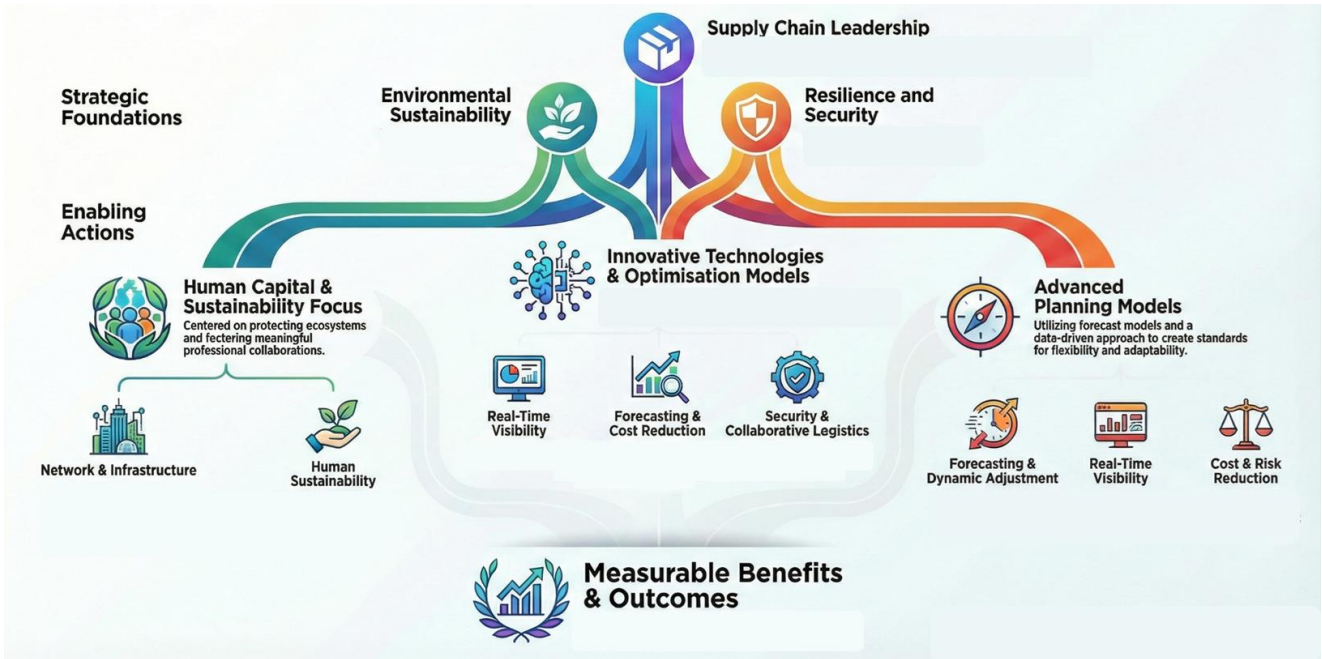 Supply Chain Leadership
Strategic
Foundations
Environmental
Sustainability
Resilience and
Security
Enabling
Actions
Human Capital &
Sustainability Focus
Centered on protecting ecosystems
and fectering meaningful
professional collaborations.
Network & Infrastructure
Human
Sustainability
Innovative Technologies
& Optimisation Models
Real-Time
Visibility
Forecasting &
Cost Reduction
Security &
Collaborative Logistics
Advanced
Planning Models
Utilizing forecast models and a
data-driven approach to create standards
for flexibility and adaptability.
Forecasting &
Dynamic Adjustment
Real-Time
Visibility
Cost & Risk
Reduction
Measurable Benefits
& Outcomes